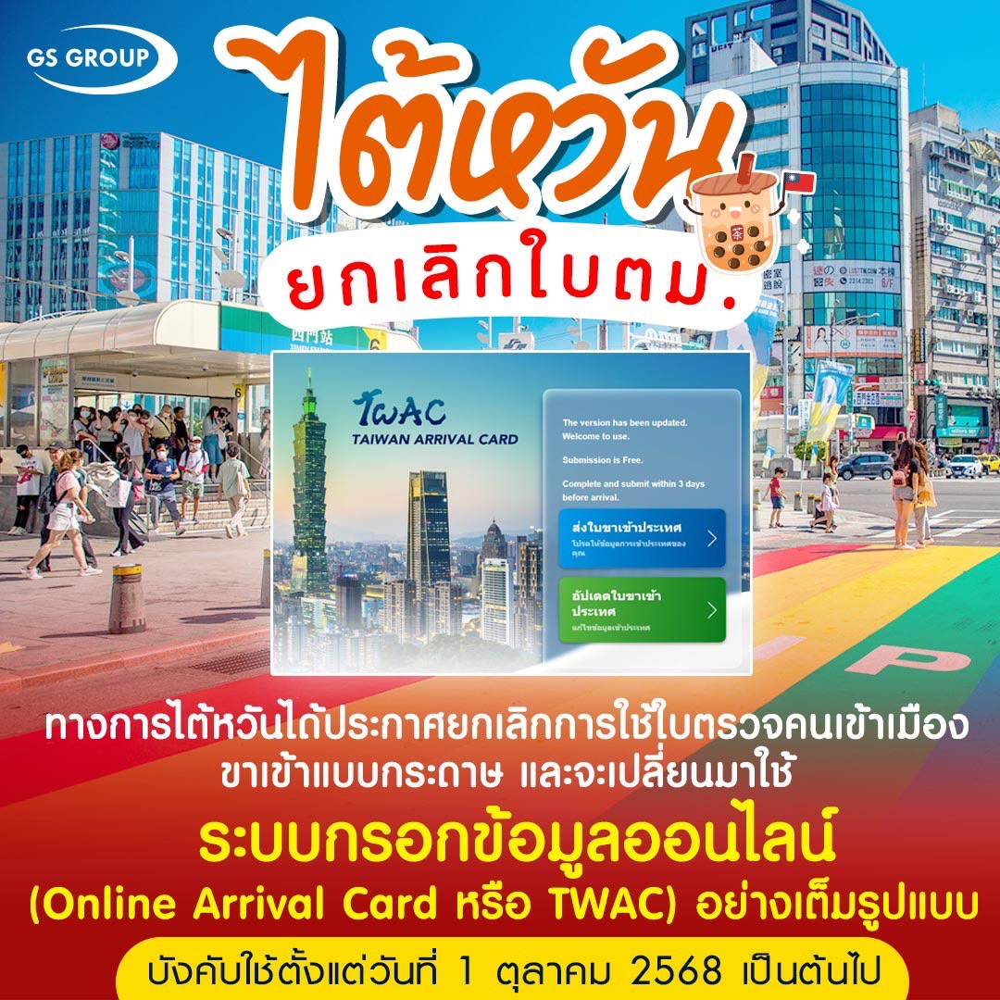 GS GROUP
ไต้หวัน
ยกเลิกใบตม.
茶
西門站
6
6
TWAC
TAIWAN ARRIVAL CARD
The version has been updated.
Welcome to use.
Submission is Free.
Complete and submit within 3 days
before arrival.
ส่งใบขาเข้าประเทศ
โปรดให้ข้อมูลการเข้าประเทศของ
คุณ
อัปเดตใบขาเข้า
ประเทศ
แก้ไขข้อมูลเข้าประเทศ
P
ทางการไต้หวันได้ประกาศยกเลิกการใช้ใบตรวจคนเข้าเมือง
ขาเข้าแบบกระดาษ และจะเปลี่ยนมาใช้
ระบบกรอกข้อมูลออนไลน์
(Online Arrival Card หรือ TWAC) อย่างเต็มรูปแบบ
บังคับใช้ตั้งแต่วันที่ 1 ตุลาคม 2568 เป็นต้นไป